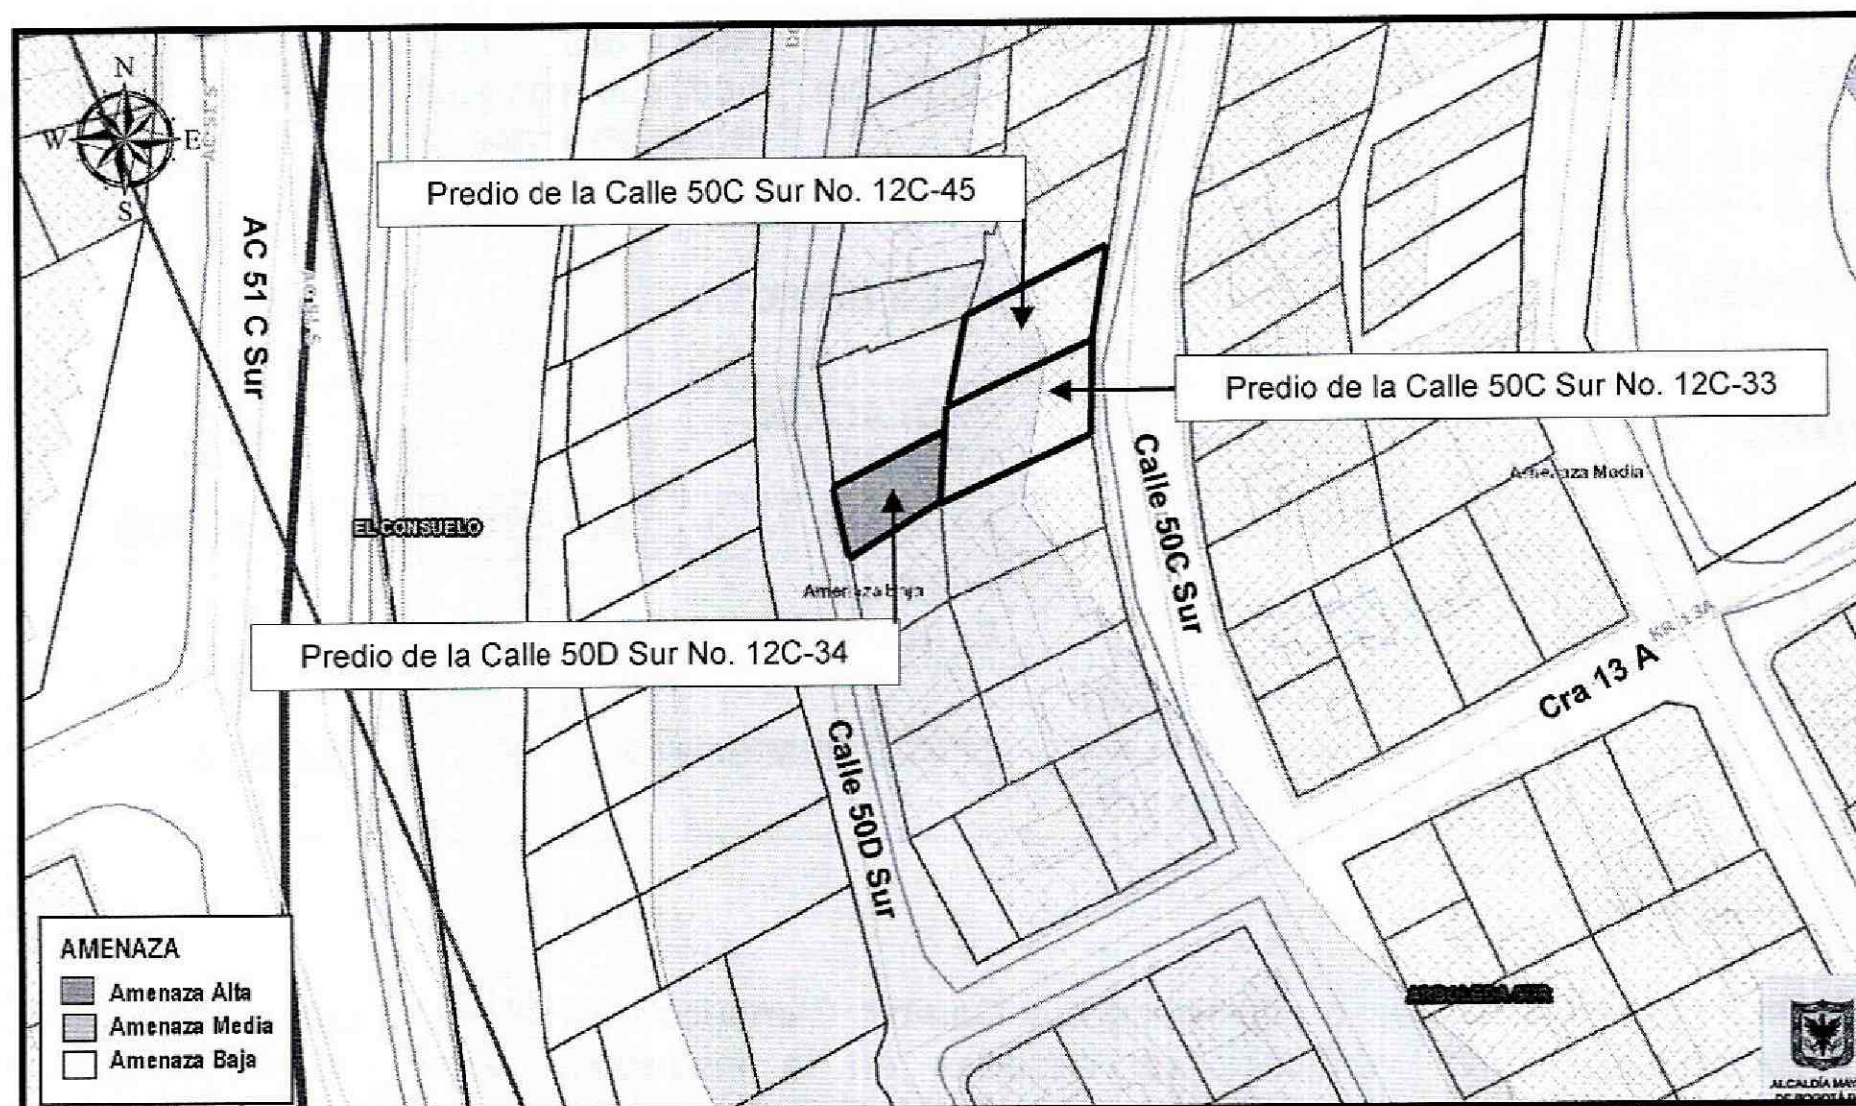 N
W E
S
AC 51 C Sur
Predio de la Calle 50C Sur No. 12C-45
Predio de la Calle 50C Sur No. 12C-33
Calle 50C Sur
Amenaza Media
EL CONSUELO
Amenaza Baja
Predio de la Calle 50D Sur No. 12C-34
KR 13A
Cra 13 A
Calle 50D Sur
AMENAZA
Amenaza Alta
Amenaza Media
Amenaza Baja